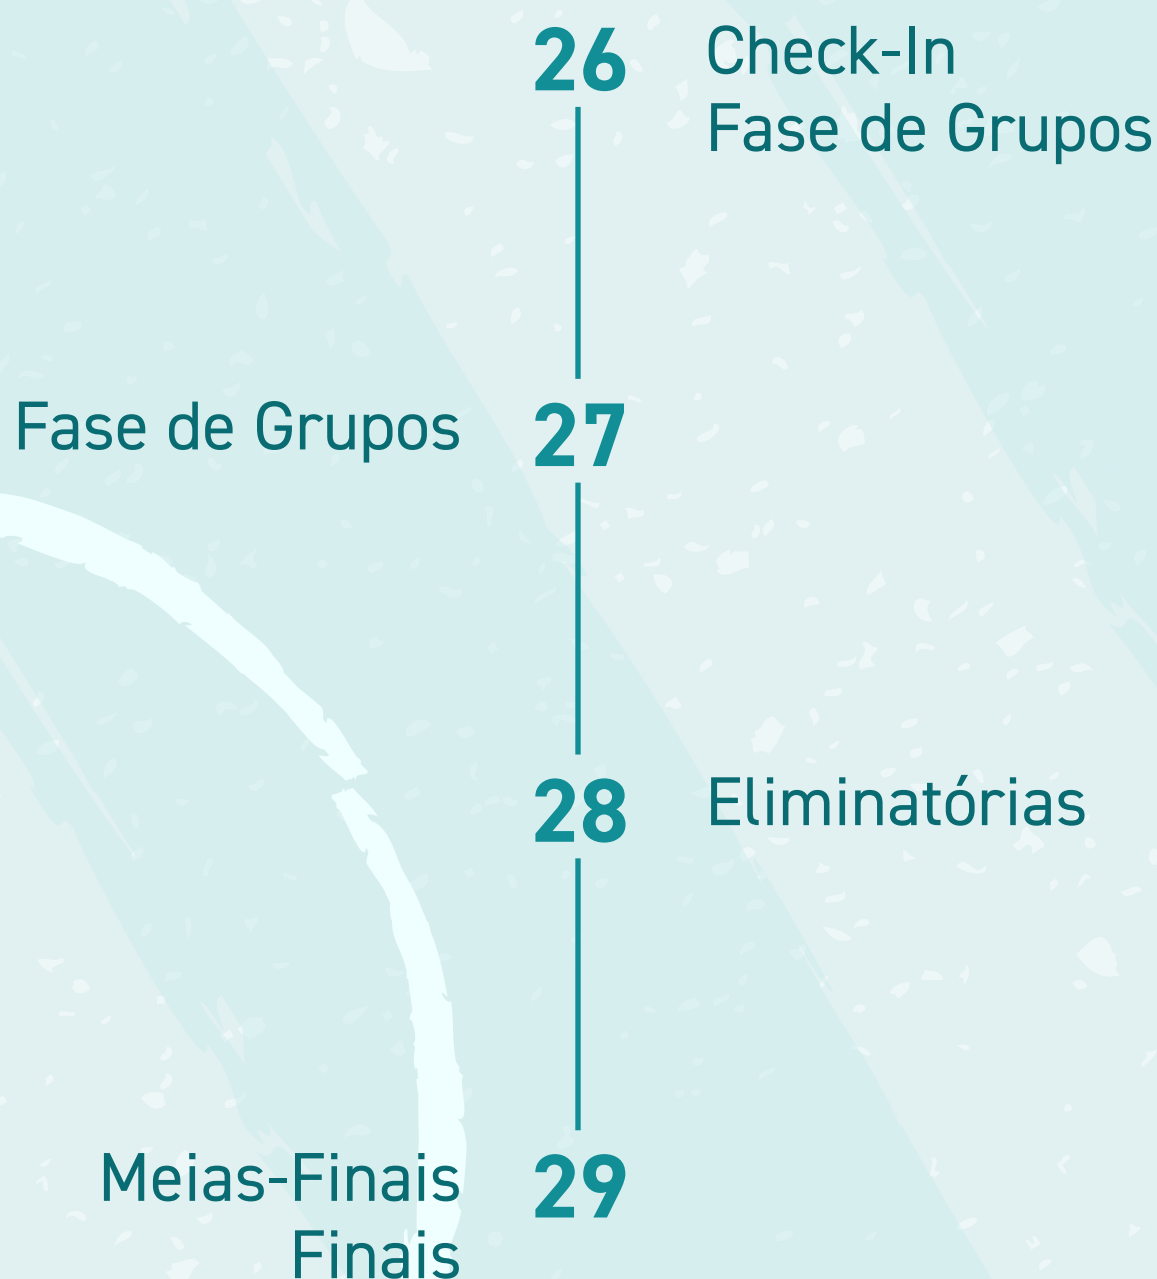 26
Check-In
Fase de Grupos
Fase de Grupos
27
28
Eliminatórias
Meias-Finais
29
Finais